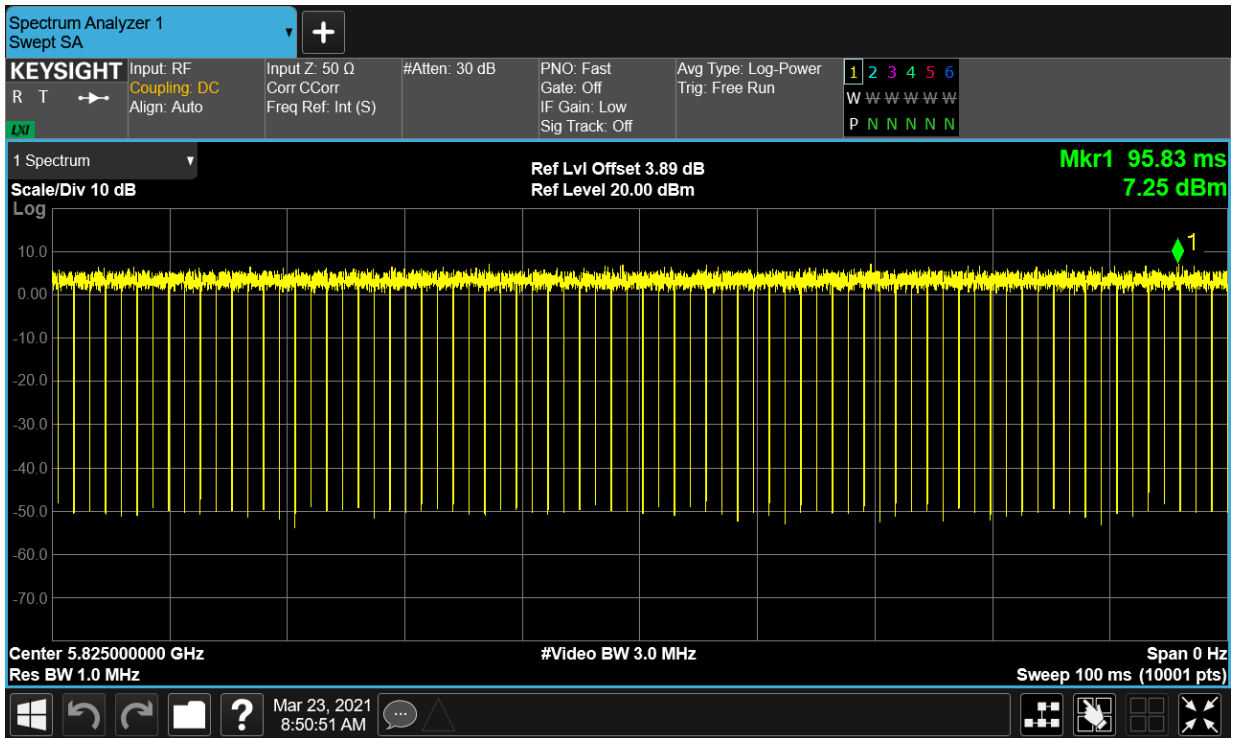 Spectrum Analyzer 1
Swept SA
KEYSIGHT
R T
LXI
Input: RF
Coupling: DC
Align: Auto
Input Z: 50 Ω
Corr CCorr
Freq Ref: Int (S)
#Atten: 30 dB
PNO: Fast
Gate: Off
IF Gain: Low
Sig Track: Off
Avg Type: Log-Power
Trig: Free Run
1 2 3 4 5 6
W W W W W W
P N N N N N
1 Spectrum
Scale/Div 10 dB
Log
Ref Lvl Offset 3.89 dB
Ref Level 20.00 dBm
Mkr1 95.83 ms
7.25 dBm
1
10.0
0.00
-10.0
-20.0
-30.0
-40.0
-50.0
-60.0
-70.0
Center 5.825000000 GHz
Res BW 1.0 MHz
#Video BW 3.0 MHz
Span 0 Hz
Sweep 100 ms (10001 pts)
?
Mar 23, 2021
8:50:51 AM